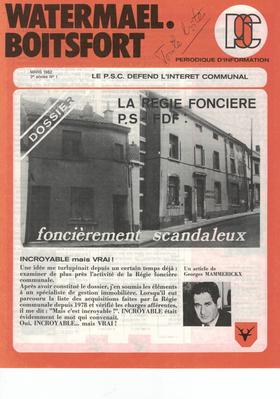 WATERMAEL.
BOITSFORT
PSC
PERIODIQUE D'INFORMATION
MARS 1982
3e année N° 1
LE P.S.C. DEFEND L'INTERET COMMUNAL
DOSSIER
LA REGIE FONCIERE
P.S. FDF :
foncièrement scandaleux
INCROYABLE mais VRAI !
Une idée me turlupinait depuis un certain temps déjà :
examiner de plus près l'activité de la Régie foncière
communale.
Après avoir constitué le dossier, j'en soumis les éléments
à un spécialiste de gestion immobilière. Lorsqu'il eut
parcouru la liste des acquisitions faites par la Régie
communale depuis 1978 et vérifié les charges afférentes,
il me dit : "Mais c'est incroyable !". INCROYABLE était
évidemment le mot qui convenait.
Oui, INCROYABLE... mais VRAI !
Un article de
Georges MAMMERICKX